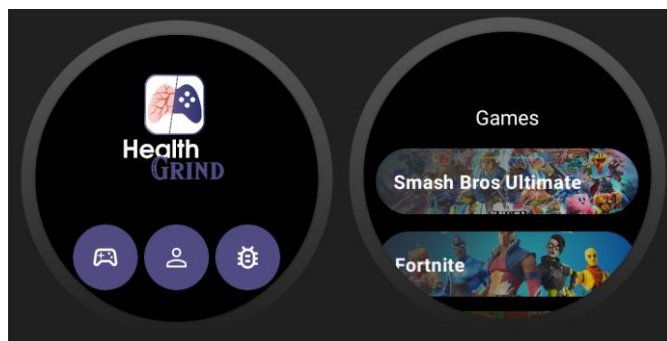 Health
GRIND
Games
Smash Bros Ultimate
Fortnite